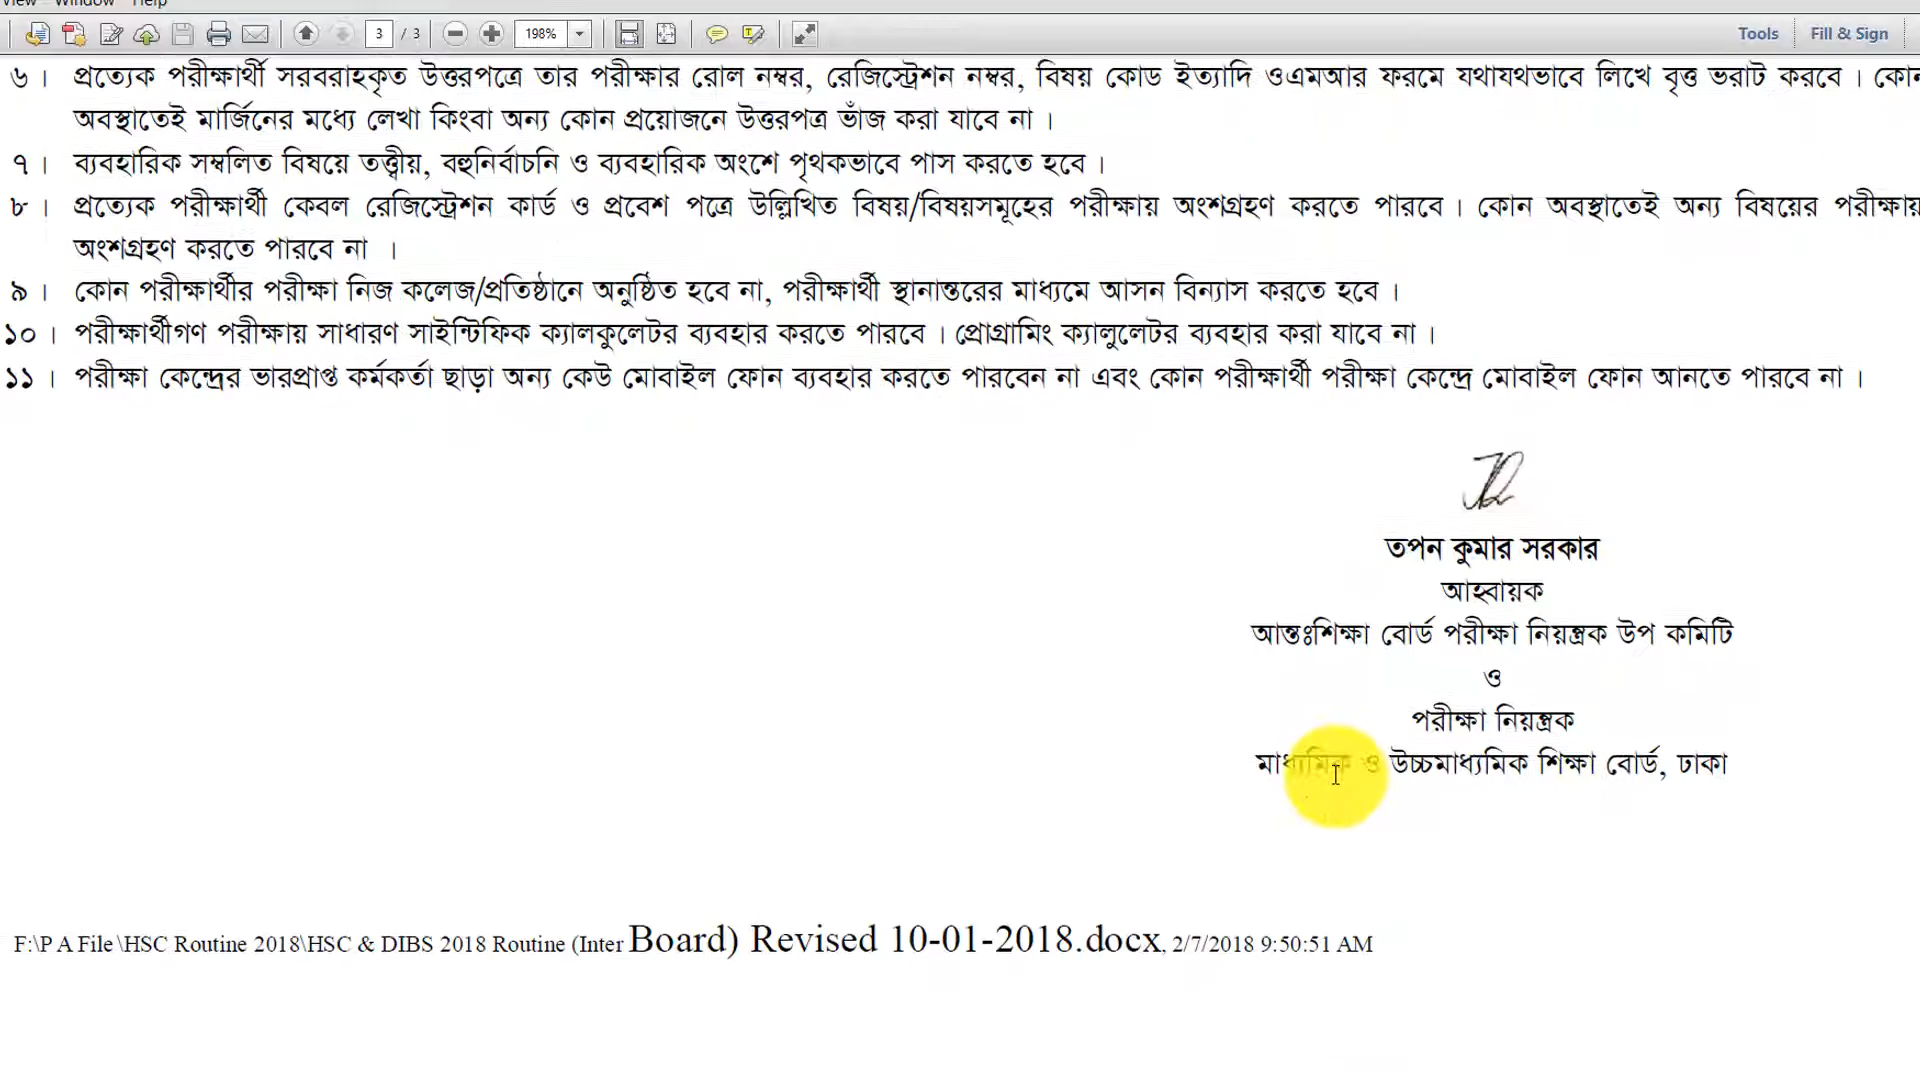 View Window Help
3 / 3 198% Tools Fill & Sign
৬ । প্রত্যেক পরীক্ষার্থী সরবরাহকৃত উত্তরপত্রে তার পরীক্ষার রোল নম্বর, রেজিস্ট্রেশন নম্বর, বিষয় কোড ইত্যাদি ওএমআর ফরমে যথাযথভাবে লিখে বৃত্ত ভরাট করবে । কোন
অবস্থাতেই মার্জিনের মধ্যে লেখা কিংবা অন্য কোন প্রয়োজনে উত্তরপত্র ভাঁজ করা যাবে না ।
৭ । ব্যবহারিক সম্বলিত বিষয়ে তত্ত্বীয়, বহুনির্বাচনি ও ব্যবহারিক অংশে পৃথকভাবে পাস করতে হবে ।
৮ । প্রত্যেক পরীক্ষার্থী কেবল রেজিস্ট্রেশন কার্ড ও প্রবেশ পত্রে উল্লিখিত বিষয়/বিষয়সমূহের পরীক্ষায় অংশগ্রহণ করতে পারবে । কোন অবস্থাতেই অন্য বিষয়ের পরীক্ষায়
অংশগ্রহণ করতে পারবে না ।
৯ । কোন পরীক্ষার্থীর পরীক্ষা নিজ কলেজ/প্রতিষ্ঠানে অনুষ্ঠিত হবে না, পরীক্ষার্থী স্থানান্তরের মাধ্যমে আসন বিন্যাস করতে হবে ।
১০ । পরীক্ষার্থীগণ পরীক্ষায় সাধারণ সাইন্টিফিক ক্যালকুলেটর ব্যবহার করতে পারবে । প্রোগ্রামিং ক্যালুলেটর ব্যবহার করা যাবে না ।
১১ । পরীক্ষা কেন্দ্রের ভারপ্রাপ্ত কর্মকর্তা ছাড়া অন্য কেউ মোবাইল ফোন ব্যবহার করতে পারবেন না এবং কোন পরীক্ষার্থী পরীক্ষা কেন্দ্রে মোবাইল ফোন আনতে পারবে না ।
তপন কুমার সরকার
আহ্বায়ক
আন্তঃশিক্ষা বোর্ড পরীক্ষা নিয়ন্ত্রক উপ কমিটি
ও
পরীক্ষা নিয়ন্ত্রক
মাধ্যমিক ও উচ্চমাধ্যমিক শিক্ষা বোর্ড, ঢাকা
F:\P A File\HSC Routine 2018\HSC & DIBS 2018 Routine (Inter Board) Revised 10-01-2018.docx, 2/7/2018 9:50:51 AM